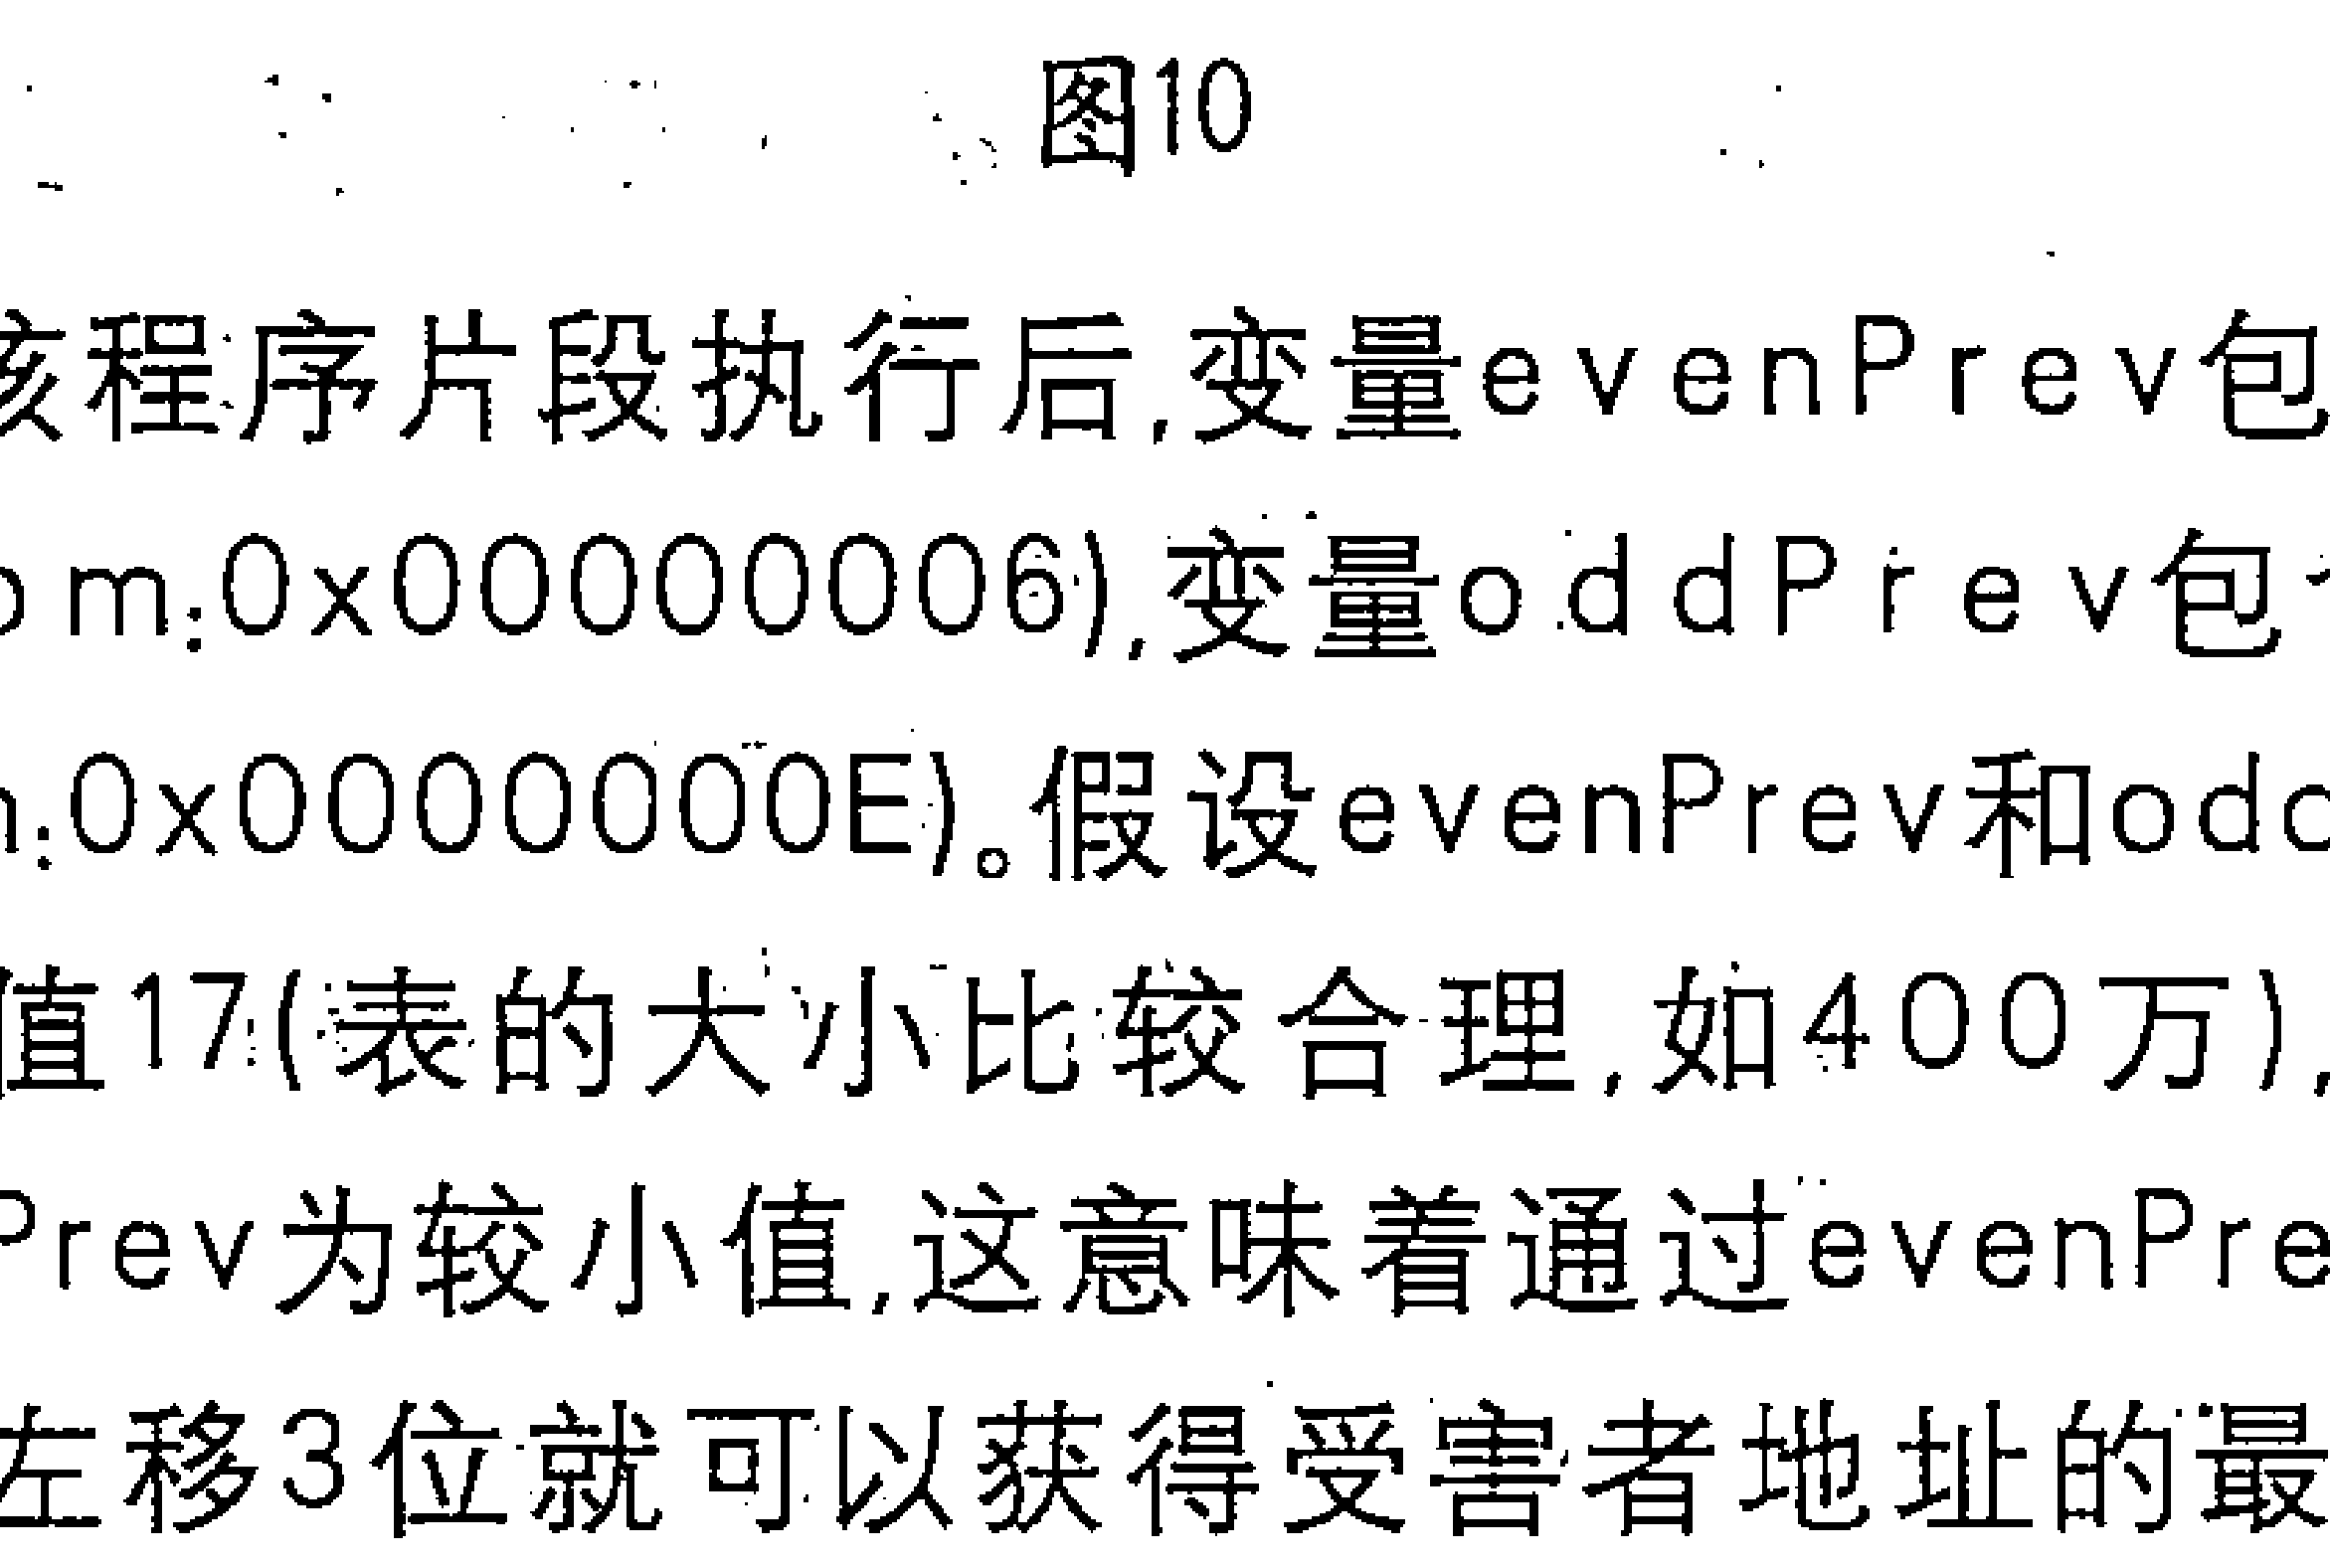 图10
该程序片段执行后,变量evenPrev包
om:0x00000006),变量oddPrev包
:0x0000000E)。假设evenPrev和odd
值17(表的大小比较合理,如400万),
Prev为较小值,这意味着通过evenPre
左移3位就可以获得受害者地址的最